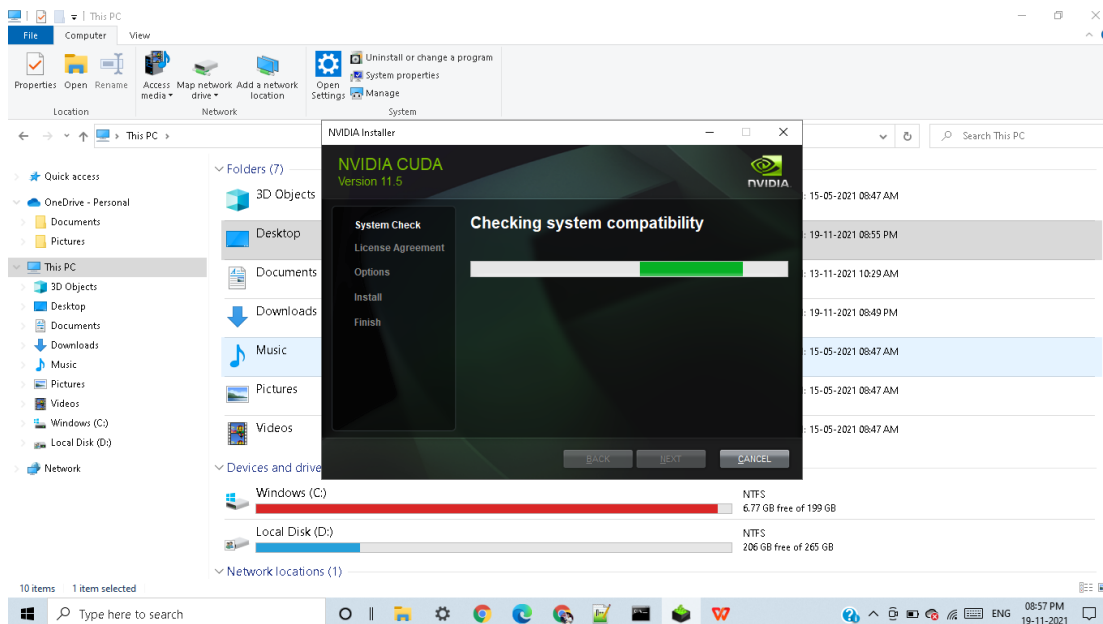 This PC
File Computer View
Properties Open Rename Access media Map network drive Add a network location Open Settings Uninstall or change a program
System properties
Manage
Location Network System
This PC
Search This PC
Quick access
OneDrive - Personal
Documents
Pictures
This PC
3D Objects
Desktop
Documents
Downloads
Music
Pictures
Videos
Windows (C:)
Local Disk (D:)
Network
Folders (7)
3D Objects : 15-05-2021 08:47 AM
Desktop : 19-11-2021 08:55 PM
Documents : 13-11-2021 10:29 AM
Downloads : 19-11-2021 08:49 PM
Music : 15-05-2021 08:47 AM
Pictures : 15-05-2021 08:47 AM
Videos : 15-05-2021 08:47 AM
Devices and drive
Windows (C:) NTFS
6.77 GB free of 199 GB
Local Disk (D:) NTFS
206 GB free of 265 GB
Network locations (1)
NVIDIA Installer
NVIDIA CUDA
Version 11.5
NVIDIA
System Check
License Agreement
Options
Install
Finish
Checking system compatibility
BACK NEXT CANCEL
10 items 1 item selected
Type here to search
ENG
08:57 PM
19-11-2021